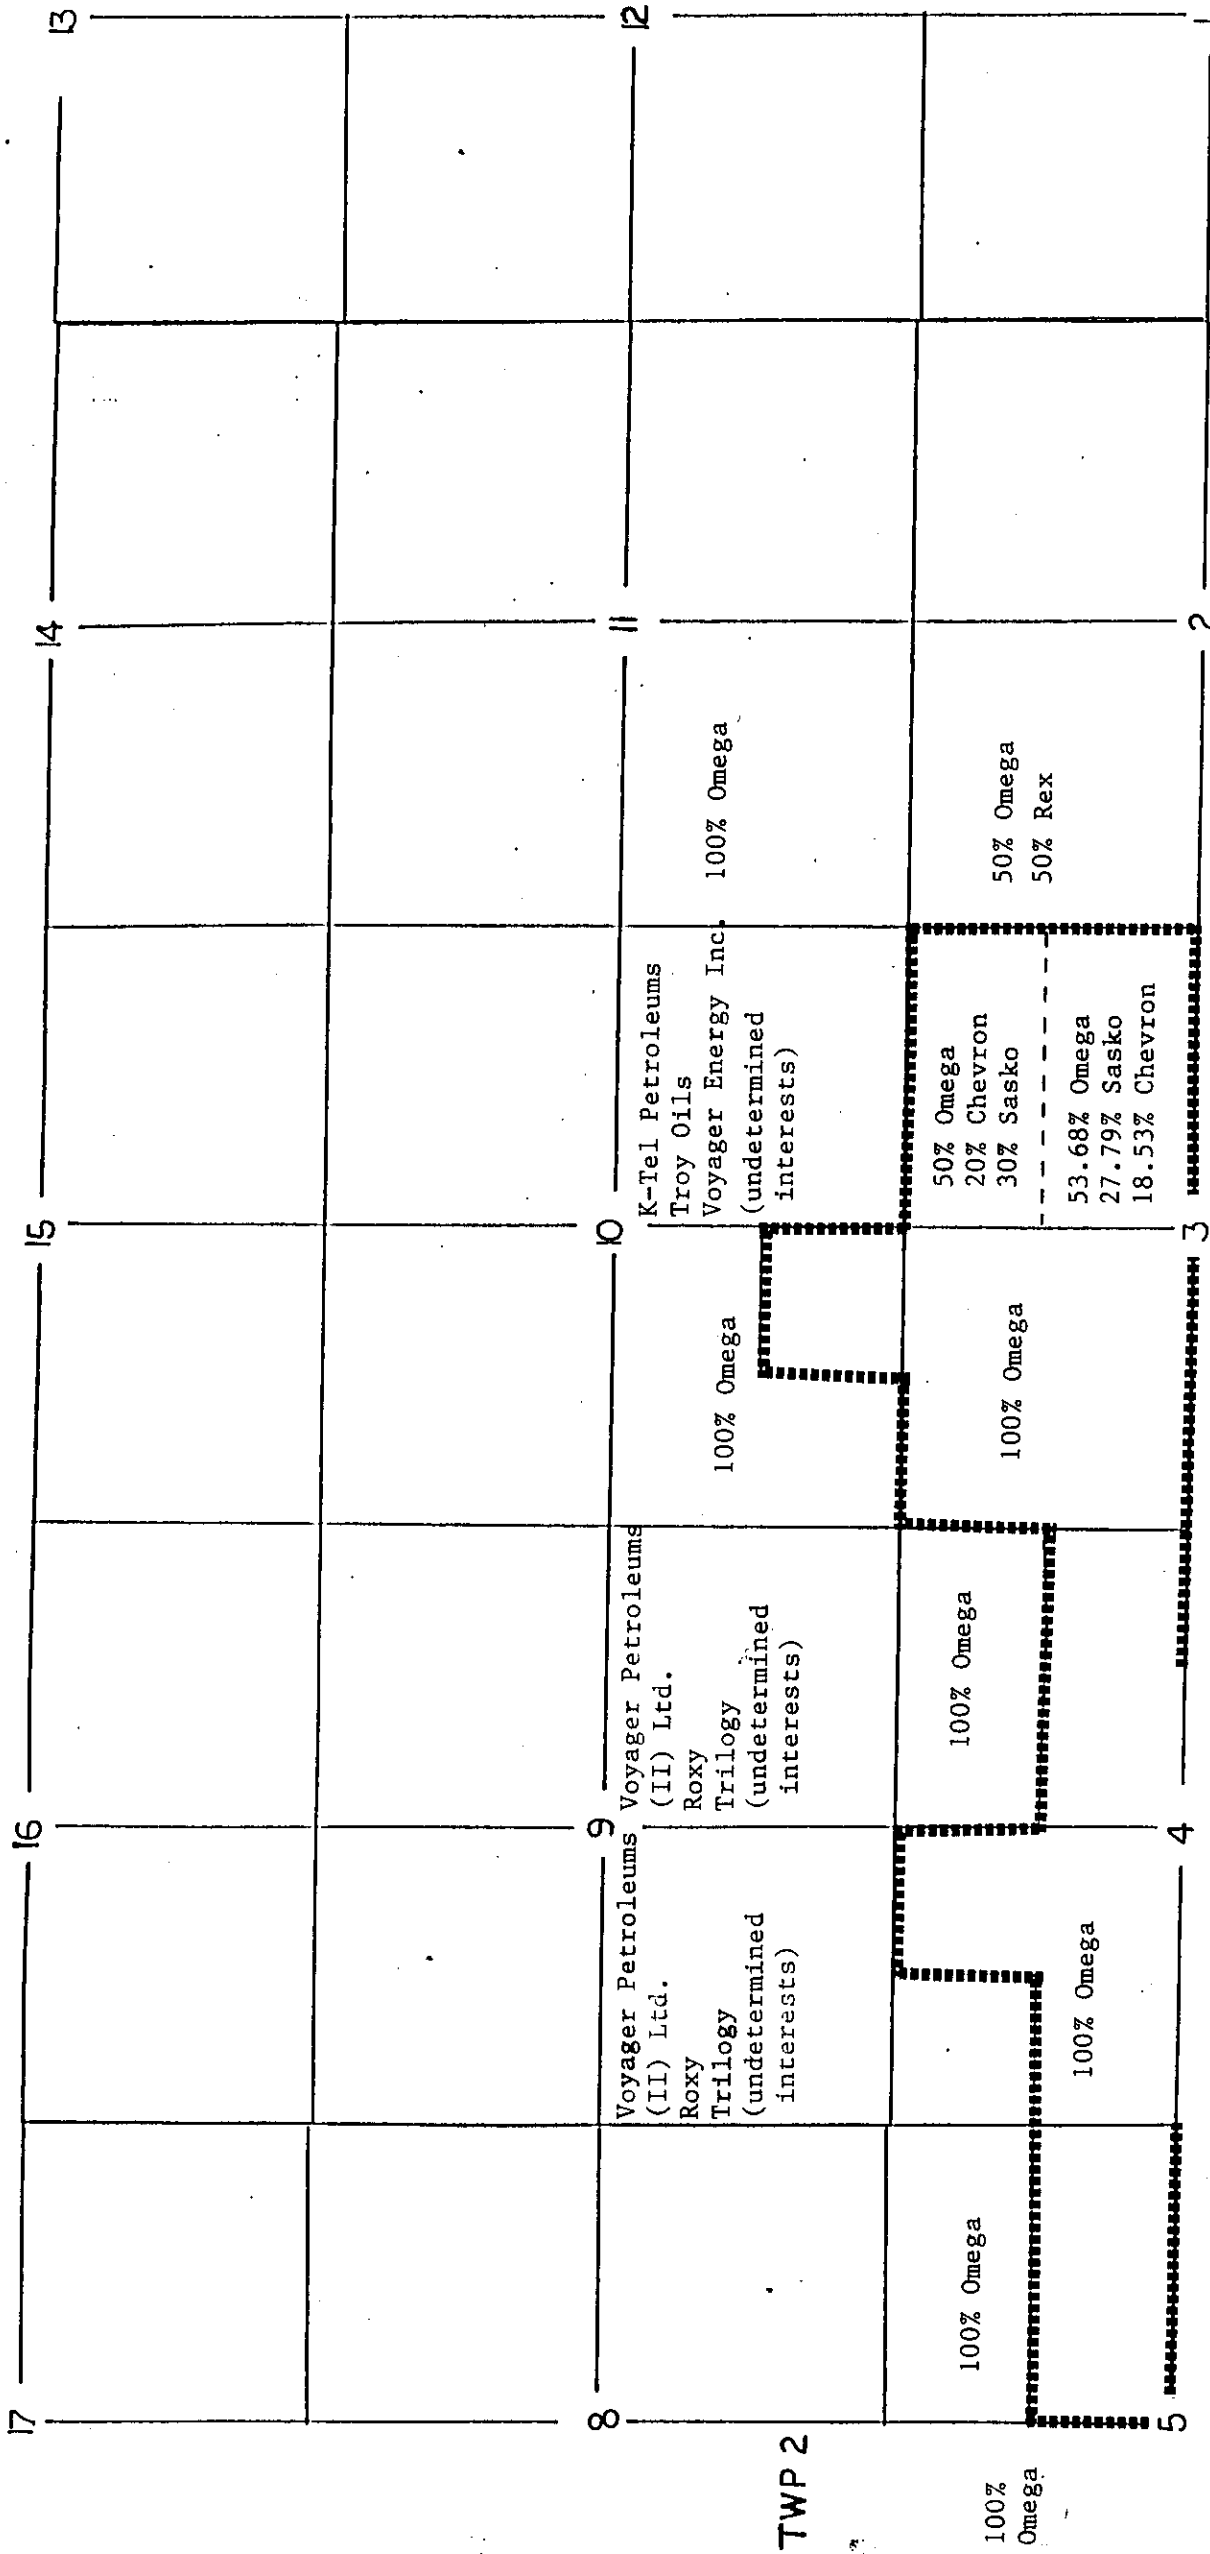 17
16
15
14
13
8
9
10
11
12
Voyager Petroleums
(II) Ltd.
Roxy
Trilogy
(undetermined
interests)
Voyager Petroleums
(II) Ltd.
Roxy
Trilogy
(undetermined
interests)
100% Omega
K-Tel Petroleums
Troy Oils
Voyager Energy Inc.
(undetermined
interests)
100% Omega
TWP 2
100%
Omega
100% Omega
100% Omega
100% Omega
100% Omega
50% Omega
20% Chevron
30% Sasko
53.68% Omega
27.79% Sasko
18.53% Chevron
50% Omega
50% Rex
5
4
3
2
1